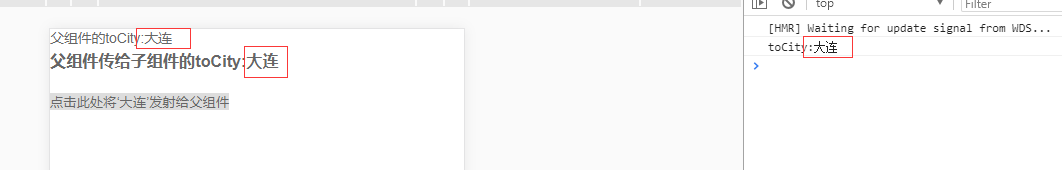 top
Filter
父组件的toCity:大连
[HMR] Waiting for update signal from WDS...
父组件传给子组件的toCity:大连
toCity:大连
点击此处将‘大连’发射给父组件